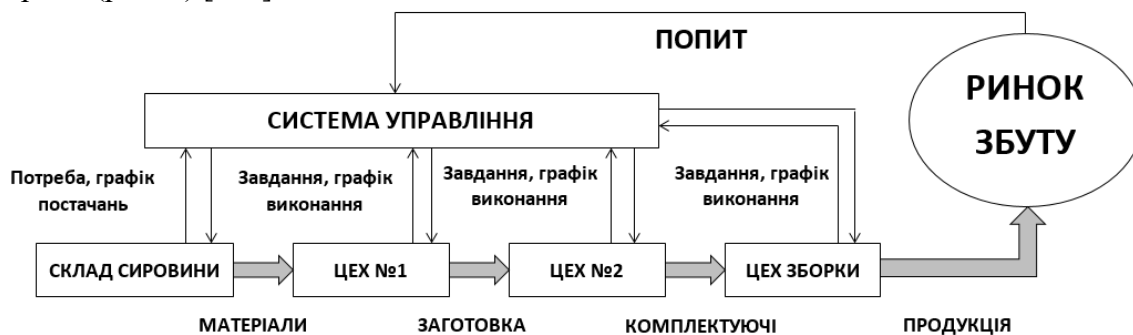 ПОПИТ
РИНОК
ЗБУТУ
СИСТЕМА УПРАВЛІННЯ
Потреба, графік
постачань
Завдання, графік
виконання
Завдання, графік
виконання
Завдання, графік
виконання
СКЛАД СИРОВИНИ
ЦЕХ №1
ЦЕХ №2
ЦЕХ ЗБОРКИ
МАТЕРІАЛИ
ЗАГОТОВКА
КОМПЛЕКТУЮЧІ
ПРОДУКЦІЯ